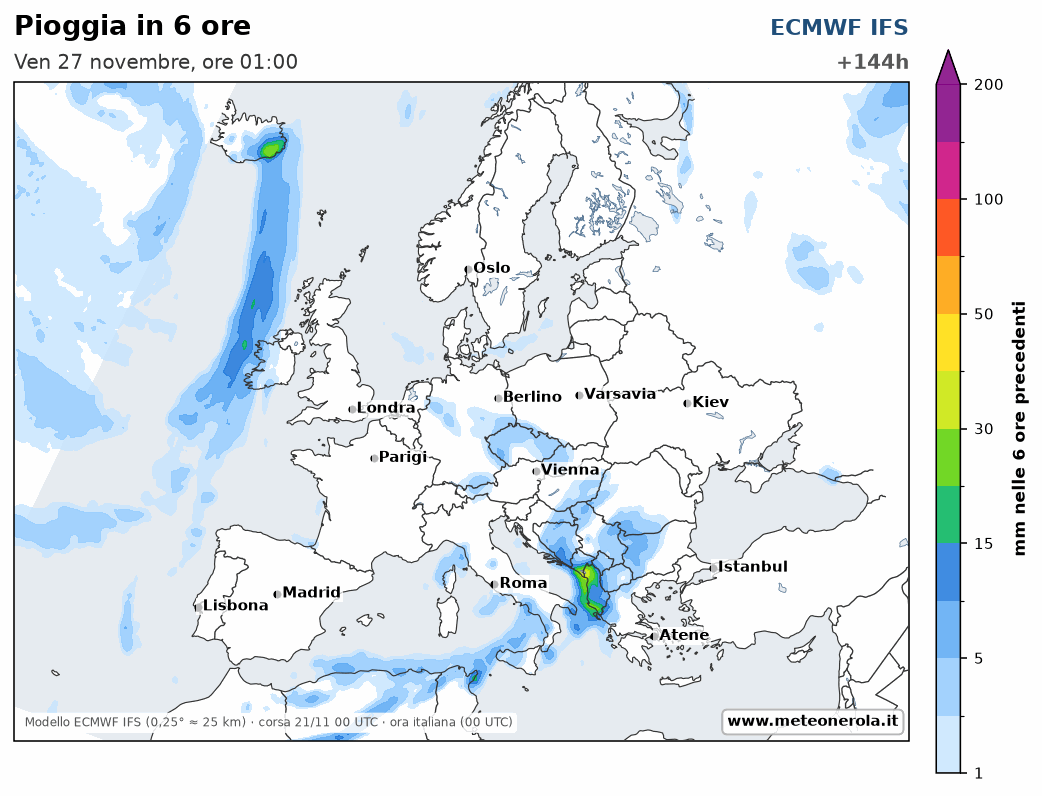 Pioggia in 6 ore
ECMWF IFS
Ven 27 novembre, ore 01:00
+144h
200
100
50
30
15
5
1
mm nelle 6 ore precedenti
Oslo
Berlino
Varsavia
Kiev
Londra
Parigi
Vienna
Istanbul
Roma
Madrid
Lisbona
Atene
Modello ECMWF IFS (0,25° ≈ 25 km) · corsa 21/11 00 UTC · ora italiana (00 UTC)
www.meteonerola.it